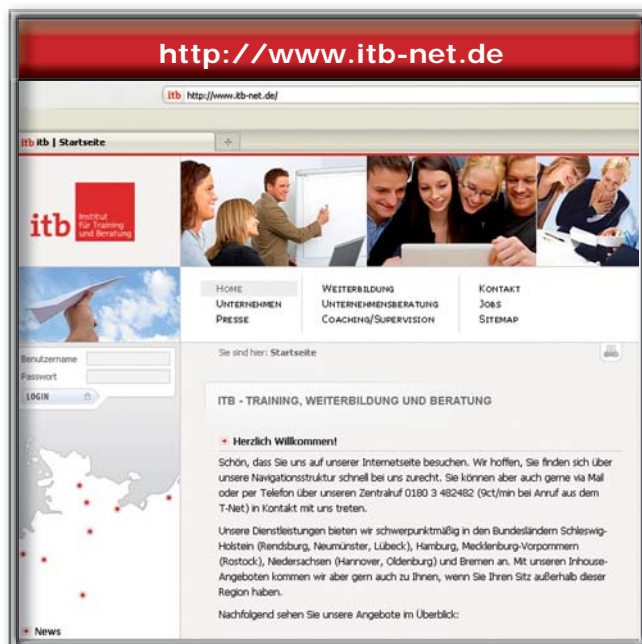 http://www.itb-net.de
itb http://www.itb-net.de/
itb itb | Startseite
itb Institut
für Training
und Beratung
HOME
UNTERNEHMEN
PRESSE
WEITERBILDUNG
UNTERNEHMENSBERATUNG
COACHING/SUPERVISION
KONTAKT
JOBS
SITEMAP
Benutzername
Passwort
LOGIN
Sie sind hier: Startseite
ITB - TRAINING, WEITERBILDUNG UND BERATUNG
Herzlich Willkommen!
Schön, dass Sie uns auf unserer Internetseite besuchen. Wir hoffen, Sie finden sich über
unsere Navigationsstruktur schnell bei uns zurecht. Sie können aber auch gerne via Mail
oder per Telefon über unseren Zentralruf 0180 3 482482 (9ct/min bei Anruf aus dem
T-Net) in Kontakt mit uns treten.
Unsere Dienstleistungen bieten wir schwerpunktmäßig in den Bundesländern Schleswig-
Holstein (Rendsburg, Neumünster, Lübeck), Hamburg, Mecklenburg-Vorpommern
(Rostock), Niedersachsen (Hannover, Oldenburg) und Bremen an. Mit unseren Inhouse-
Angeboten kommen wir aber gern auch zu Ihnen, wenn Sie Ihren Sitz außerhalb dieser
Region haben.
Nachfolgend sehen Sie unsere Angebote im Überblick:
News